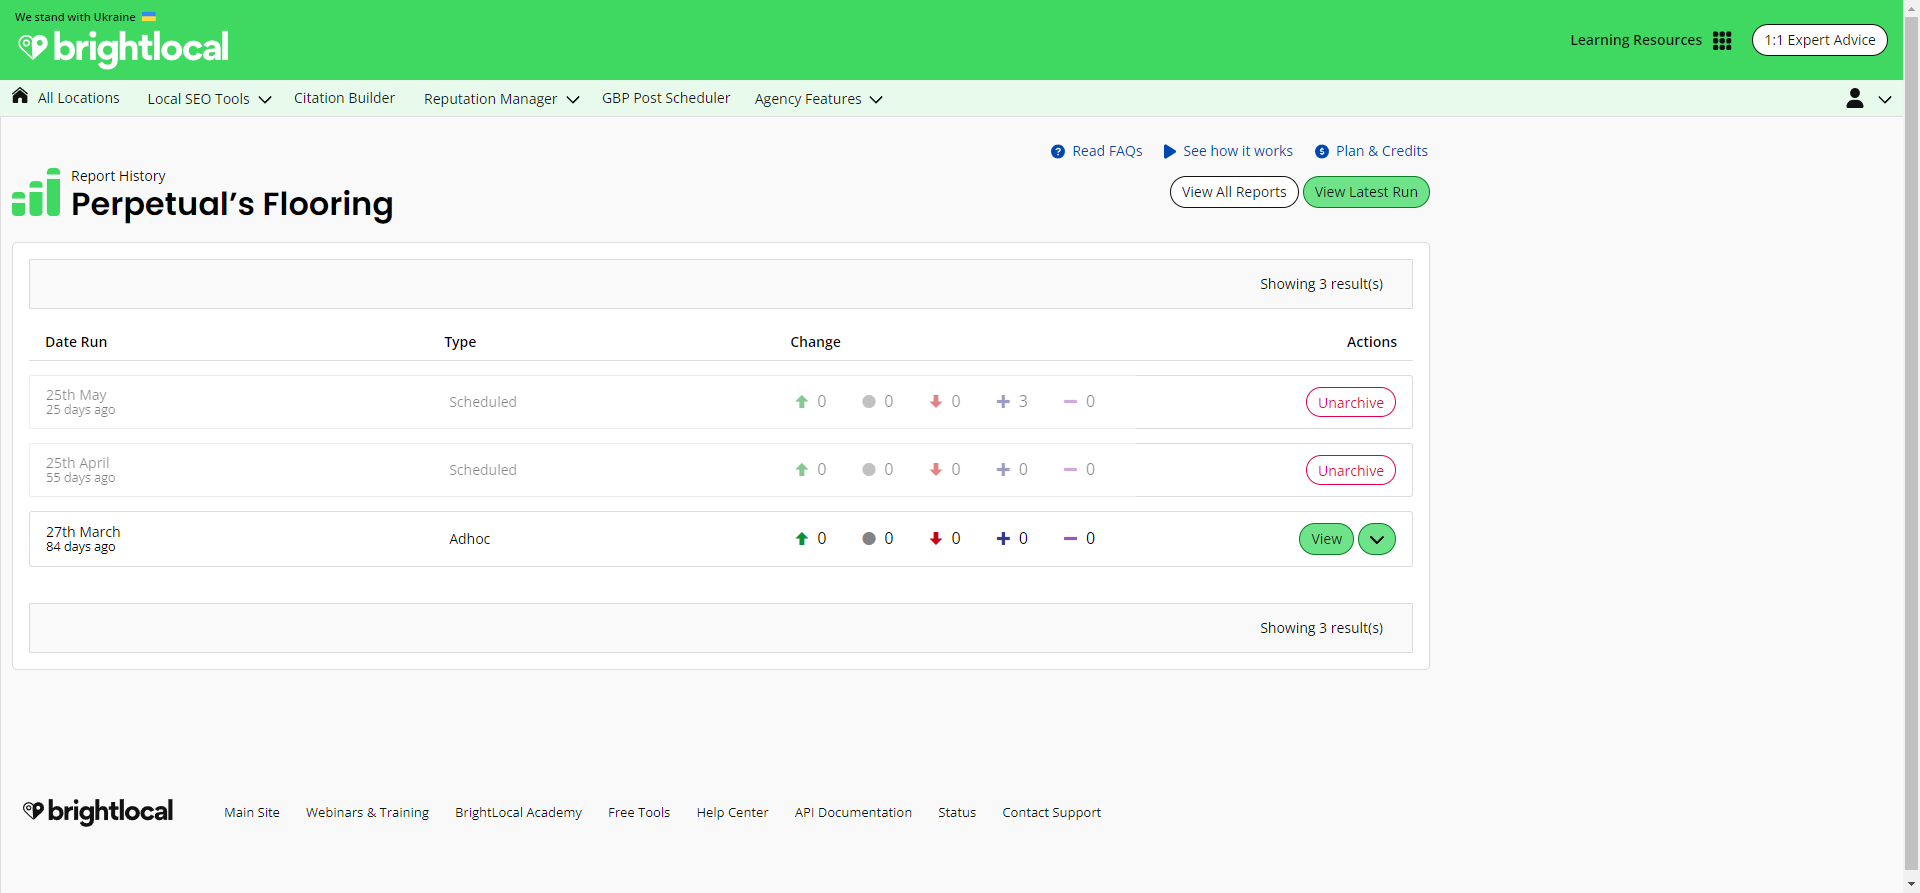 We stand with Ukraine
brightlocal
Learning Resources
1:1 Expert Advice
All Locations
Local SEO Tools
Citation Builder
Reputation Manager
GBP Post Scheduler
Agency Features
Read FAQs
See how it works
Plan & Credits
Report History
Perpetual’s Flooring
View All Reports
View Latest Run
Showing 3 result(s)
Date Run
Type
Change
Actions
25th May
25 days ago
Scheduled
0
0
0
3
0
Unarchive
25th April
55 days ago
Scheduled
0
0
0
0
0
Unarchive
27th March
84 days ago
Adhoc
0
0
0
0
0
View
Showing 3 result(s)
brightlocal
Main Site
Webinars & Training
BrightLocal Academy
Free Tools
Help Center
API Documentation
Status
Contact Support